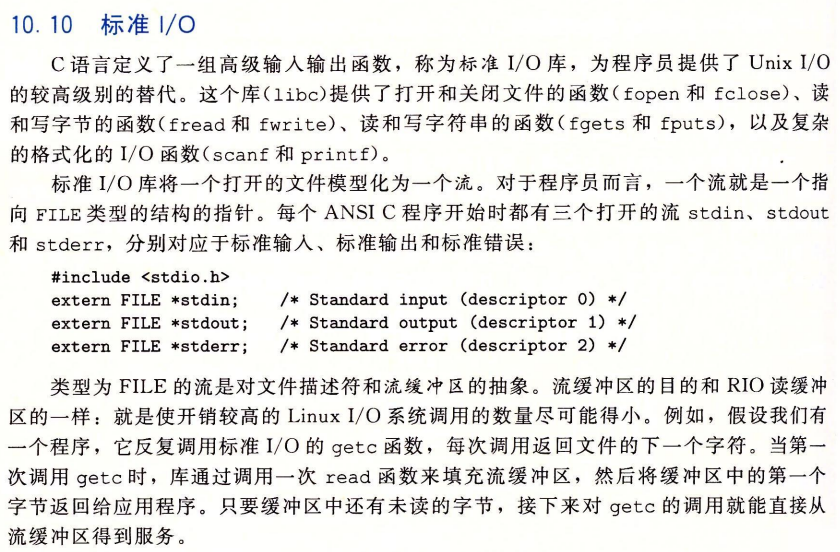 10.10 标准 I/O
C语言定义了一组高级输入输出函数，称为标准 I/O 库，为程序员提供了 Unix I/O
的较高级别的替代。这个库(libc)提供了打开和关闭文件的函数(fopen 和 fclose)、读
和写字节的函数(fread 和 fwrite)、读和写字符串的函数(fgets 和 fputs)，以及复杂
的格式化的 I/O 函数(scanf 和 printf)。
标准 I/O 库将一个打开的文件模型化为一个流。对于程序员而言，一个流就是一个指
向 FILE 类型的结构的指针。每个 ANSI C 程序开始时都有三个打开的流 stdin、stdout
和 stderr，分别对应于标准输入、标准输出和标准错误：
#include <stdio.h>
extern FILE *stdin; /* Standard input (descriptor 0) */
extern FILE *stdout; /* Standard output (descriptor 1) */
extern FILE *stderr; /* Standard error (descriptor 2) */
类型为 FILE 的流是对文件描述符和流缓冲区的抽象。流缓冲区的目的和 RIO 读缓冲
区的一样：就是使开销较高的 Linux I/O 系统调用的数量尽可能得小。例如，假设我们有
一个程序，它反复调用标准 I/O 的 getc 函数，每次调用返回文件的下一个字符。当第一
次调用 getc 时，库通过调用一次 read 函数来填充流缓冲区，然后将缓冲区中的第一个
字节返回给应用程序。只要缓冲区中还有未读的字节，接下来对 getc 的调用就能直接从
流缓冲区得到服务。